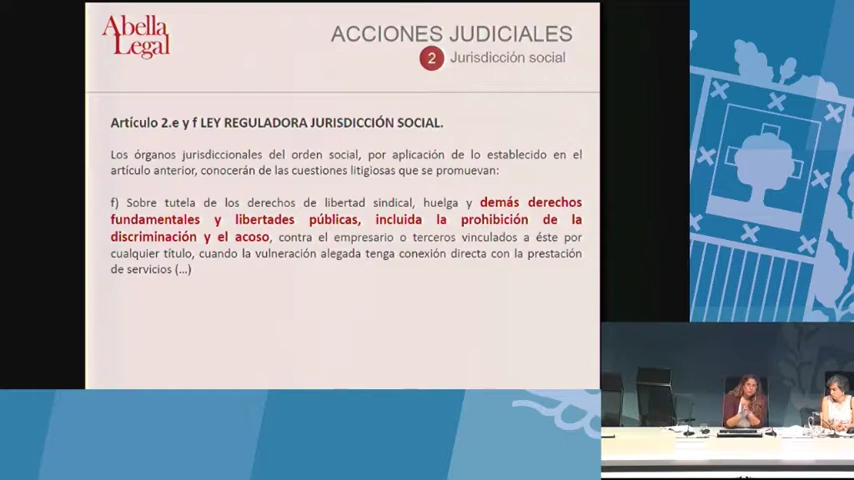 Abella
Legal
ACCIONES JUDICIALES
2 Jurisdicción social
Artículo 2.e y f LEY REGULADORA JURISDICCIÓN SOCIAL.
Los órganos jurisdiccionales del orden social, por aplicación de lo establecido en el
artículo anterior, conocerán de las cuestiones litigiosas que se promuevan:
f) Sobre tutela de los derechos de libertad sindical, huelga y demás derechos
fundamentales y libertades públicas, incluida la prohibición de la
discriminación y el acoso, contra el empresario o terceros vinculados a éste por
cualquier título, cuando la vulneración alegada tenga conexión directa con la prestación
de servicios (...)